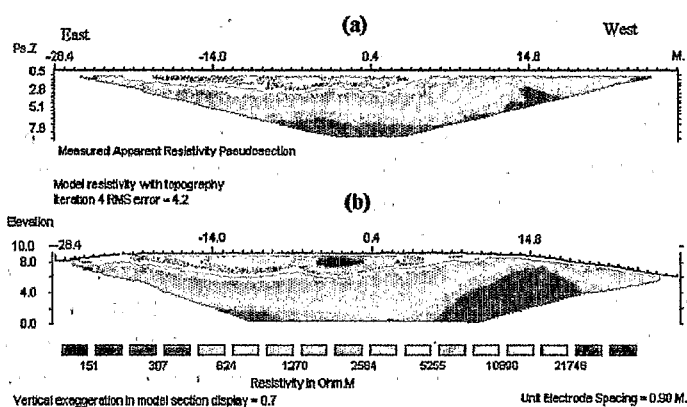 (a)
East West
Ps.Z -28.4 -14.0 0.4 14.8 M.
0.5
2.8
5.1
7.8
Measured Apparent Resistivity Pseudosection
Model resistivity with topography
Iteration 4 RMS error = 4.2
(b)
Elevation
-28.4 -14.0 0.4 14.8
10.0
8.0
4.0
0.0
151 307 624 1270 2584 5255 10690 21746
Resistivity in Ohm.M
Vertical exaggeration in model section display = 0.7
Unit Electrode Spacing = 0.90 M.